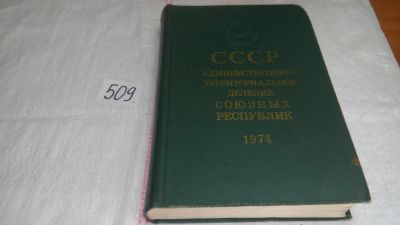 509.
СССР
АДМИНИСТРАТИВНО-
ТЕРРИТОРИАЛЬНОЕ
ДЕЛЕНИЕ
СОЮЗНЫХ
РЕСПУБЛИК
1974